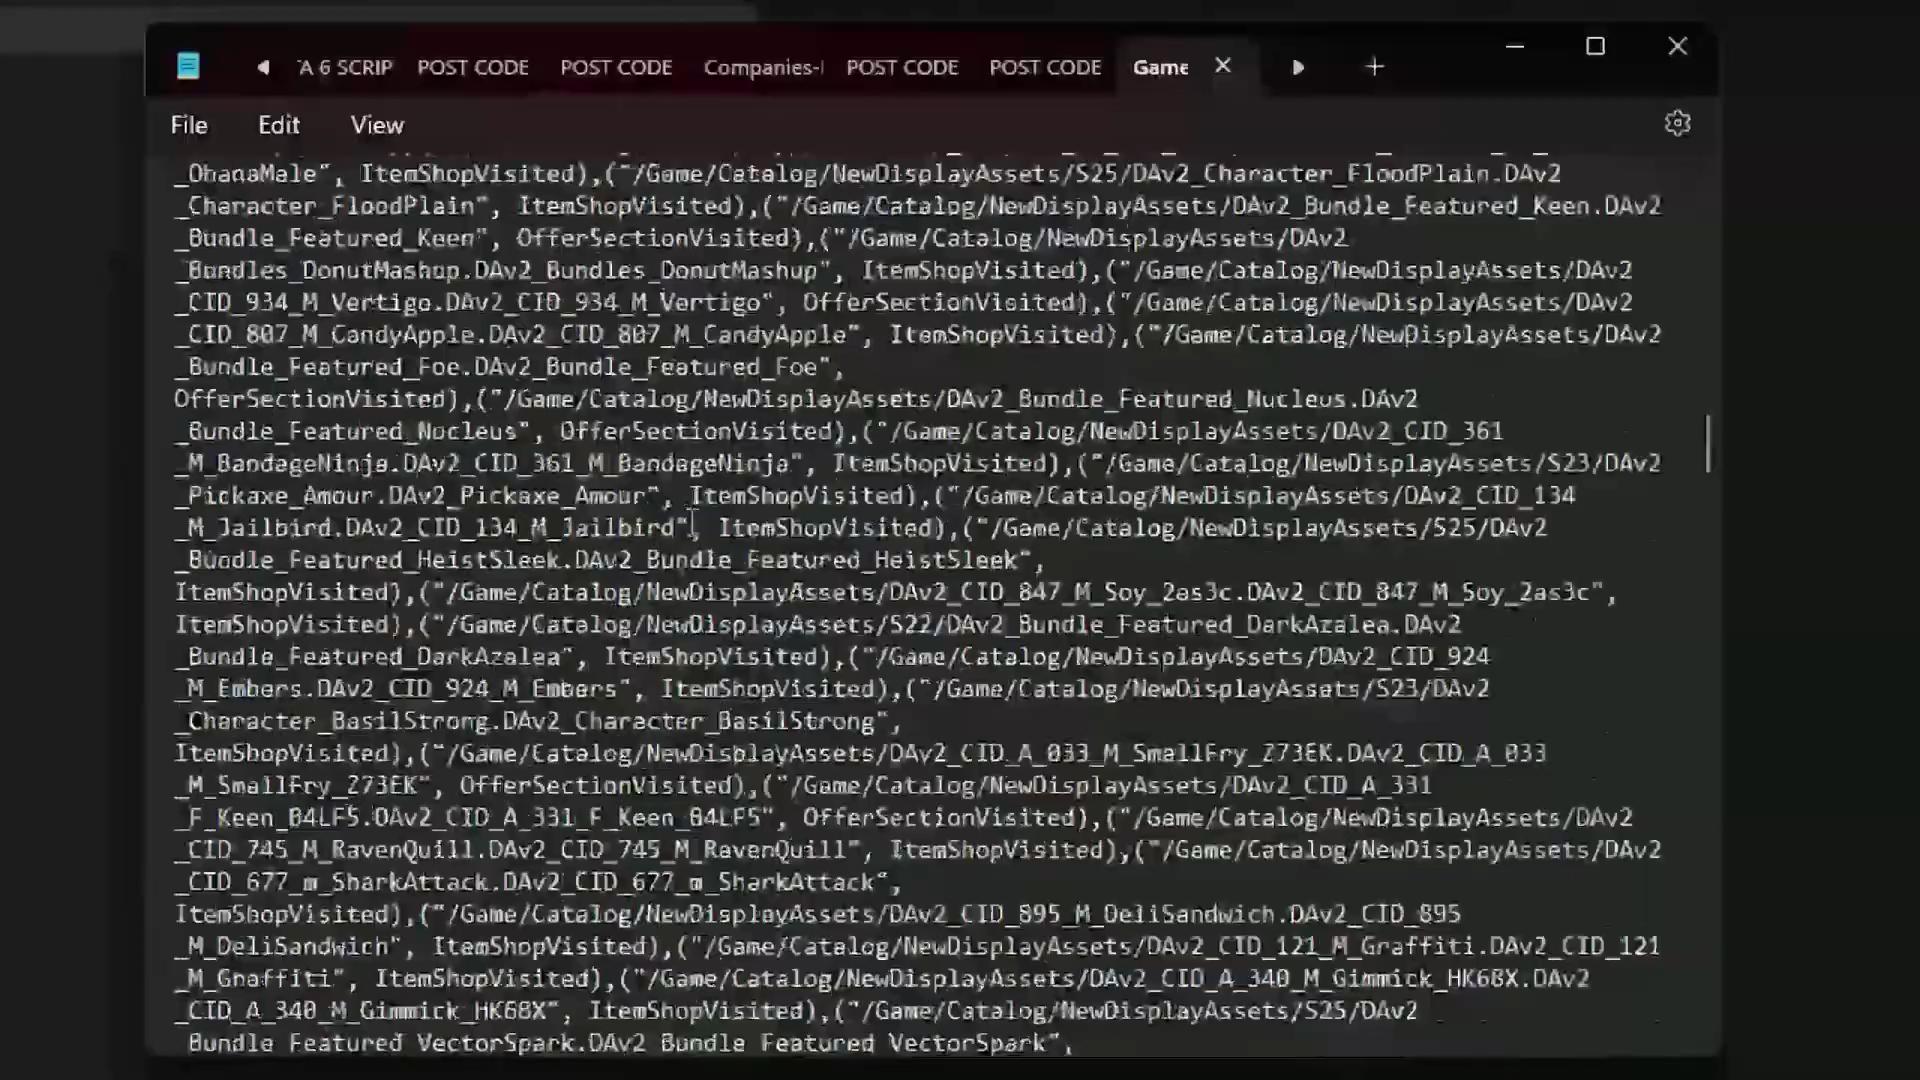 'A 6 SCRIP POST CODE POST CODE Companies-l POST CODE POST CODE Game
File Edit View
_OhanaMale", ItemShopVisited),("/Game/Catalog/NewDisplayAssets/S25/DAv2_Character_FloodPlain.DAv2
_Character_FloodPlain", ItemShopVisited),("/Game/Catalog/NewDisplayAssets/DAv2_Bundle_Featured_Keen.DAv2
_Bundle_Featured_Keen", OfferSectionVisited),("/Game/Catalog/NewDisplayAssets/DAv2
_Bundles_DonutMashup.DAv2_Bundles_DonutMashup", ItemShopVisited),("/Game/Catalog/NewDisplayAssets/DAv2
_CID_934_M_Vertigo.DAv2_CID_934_M_Vertigo", OfferSectionVisited),("/Game/Catalog/NewDisplayAssets/DAv2
_CID_807_M_CandyApple.DAv2_CID_807_M_CandyApple", ItemShopVisited),("/Game/Catalog/NewDisplayAssets/DAv2
_Bundle_Featured_Foe.DAv2_Bundle_Featured_Foe",
OfferSectionVisited),("/Game/Catalog/NewDisplayAssets/DAv2_Bundle_Featured_Nucleus.DAv2
_Bundle_Featured_Nucleus", OfferSectionVisited),("/Game/Catalog/NewDisplayAssets/DAv2_CID_361
_M_BandageNinja.DAv2_CID_361_M_BandageNinja", ItemShopVisited),("/Game/Catalog/NewDisplayAssets/S23/DAv2
_Pickaxe_Amour.DAv2_Pickaxe_Amour", ItemShopVisited),("/Game/Catalog/NewDisplayAssets/DAv2_CID_134
_M_Jailbird.DAv2_CID_134_M_Jailbird", ItemShopVisited),("/Game/Catalog/NewDisplayAssets/S25/DAv2
_Bundle_Featured_HeistSleek.DAv2_Bundle_Featured_HeistSleek",
ItemShopVisited),("/Game/Catalog/NewDisplayAssets/DAv2_CID_847_M_Soy_2as3c.DAv2_CID_847_M_Soy_2as3c",
ItemShopVisited),("/Game/Catalog/NewDisplayAssets/S22/DAv2_Bundle_Featured_DarkAzalea.DAv2
_Bundle_Featured_DarkAzalea", ItemShopVisited),("/Game/Catalog/NewDisplayAssets/DAv2_CID_924
_M_Embers.DAv2_CID_924_M_Embers", ItemShopVisited),("/Game/Catalog/NewDisplayAssets/S23/DAv2
_Character_BasilStrong.DAv2_Character_BasilStrong",
ItemShopVisited),("/Game/Catalog/NewDisplayAssets/DAv2_CID_A_033_M_SmallFry_Z73EK.DAv2_CID_A_033
_M_SmallFry_Z73EK", OfferSectionVisited),("/Game/Catalog/NewDisplayAssets/DAv2_CID_A_331
_F_Keen_B4LF5.DAv2_CID_A_331_F_Keen_B4LF5", OfferSectionVisited),("/Game/Catalog/NewDisplayAssets/DAv2
_CID_745_M_RavenQuill.DAv2_CID_745_M_RavenQuill", ItemShopVisited),("/Game/Catalog/NewDisplayAssets/DAv2
_CID_677_m_SharkAttack.DAv2_CID_677_m_SharkAttack",
ItemShopVisited),("/Game/Catalog/NewDisplayAssets/DAv2_CID_895_M_DeliSandwich.DAv2_CID_895
_M_DeliSandwich", ItemShopVisited),("/Game/Catalog/NewDisplayAssets/DAv2_CID_121_M_Graffiti.DAv2_CID_121
_M_Graffiti", ItemShopVisited),("/Game/Catalog/NewDisplayAssets/DAv2_CID_A_340_M_Gimmick_HK68X.DAv2
_CID_A_340_M_Gimmick_HK68X", ItemShopVisited),("/Game/Catalog/NewDisplayAssets/S25/DAv2
_Bundle_Featured_VectorSpark.DAv2_Bundle_Featured_VectorSpark",